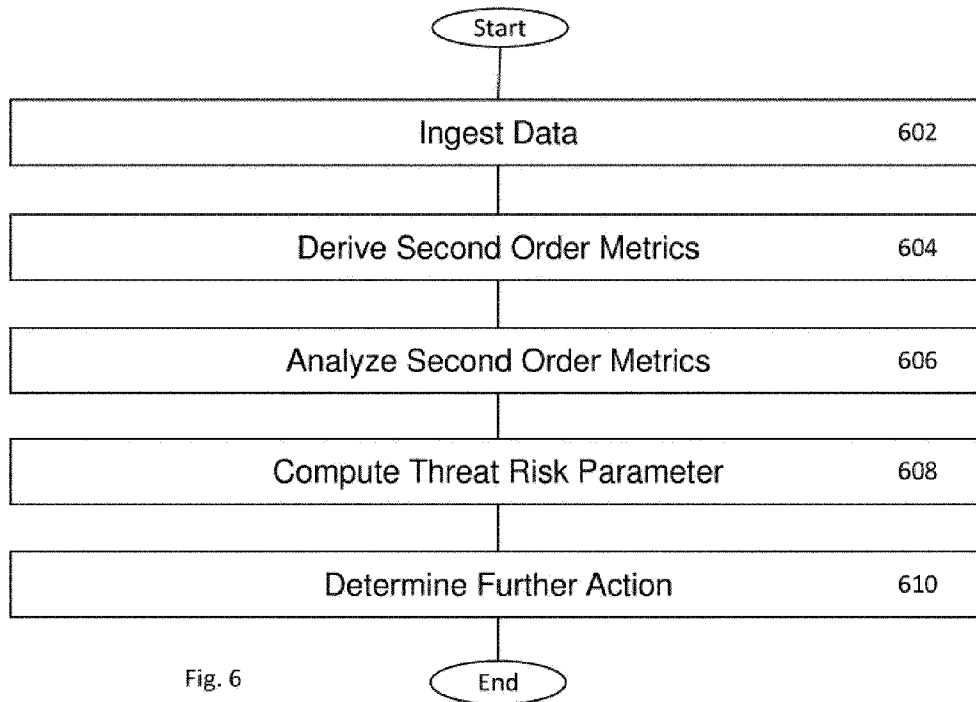 Start
Ingest Data 602
Derive Second Order Metrics 604
Analyze Second Order Metrics 606
Compute Threat Risk Parameter 608
Determine Further Action 610
Fig. 6
End